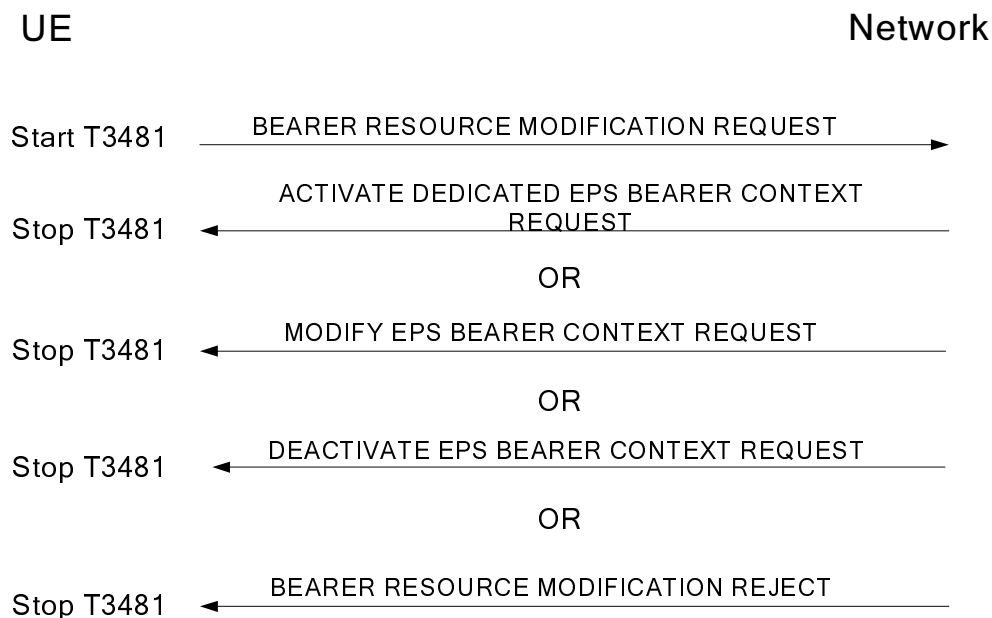 UE
Network
Start T3481
BEARER RESOURCE MODIFICATION REQUEST
ACTIVATE DEDICATED EPS BEARER CONTEXT
REQUEST
Stop T3481
OR
MODIFY EPS BEARER CONTEXT REQUEST
Stop T3481
OR
DEACTIVATE EPS BEARER CONTEXT REQUEST
Stop T3481
OR
BEARER RESOURCE MODIFICATION REJECT
Stop T3481